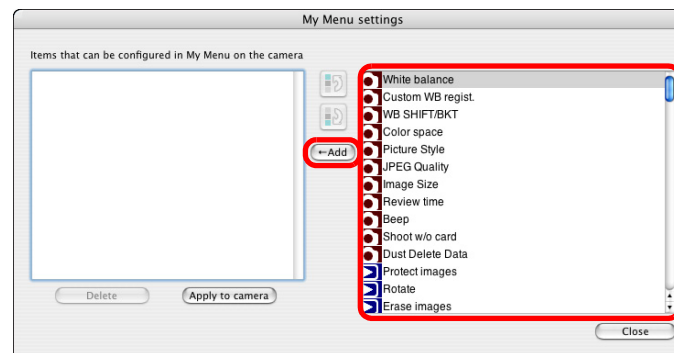 My Menu settings
Items that can be configured in My Menu on the camera
White balance
Custom WB regist.
WB SHIFT/BKT
Color space
←Add
Picture Style
JPEG Quality
Image Size
Review time
Beep
Shoot w/o card
Dust Delete Data
Protect images
Rotate
Erase images
Delete
Apply to camera
Close